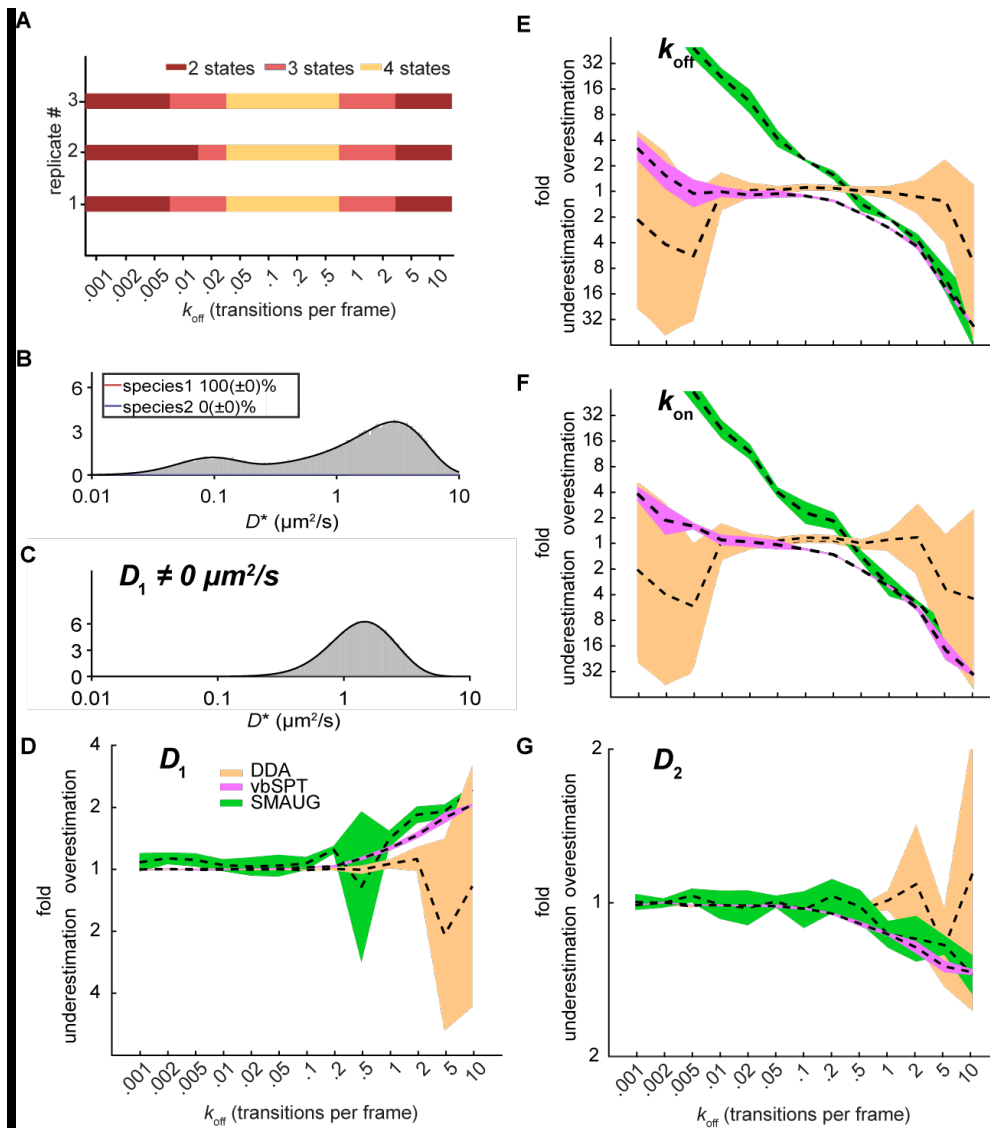 A
2 states 3 states 4 states
replicate #
3
2
1
.001 .002 .005 .01 .02 .05 .1 .2 .5 1 2 5 10
k off (transitions per frame)
B
6
3
0
species1 100(±0)%
species2 0(±0)%
0.01 0.1 1 10
D* (µm²/s)
C
D₁ ≠ 0 µm²/s
6
3
0
0.01 0.1 1 10
D* (µm²/s)
D
D₁
DDA
vbSPT
SMAUG
fold
underestimation overestimation
4
2
1
2
4
.001 .002 .005 .01 .02 .05 .1 .2 .5 1 2 5 10
k off (transitions per frame)
E
k off
fold
underestimation overestimation
32
16
8
4
2
1
2
4
8
16
32
F
k on
fold
underestimation overestimation
32
16
8
4
2
1
2
4
8
16
32
G
D₂
fold
underestimation overestimation
2
1
2
.001 .002 .005 .01 .02 .05 .1 .2 .5 1 2 5 10
k off (transitions per frame)